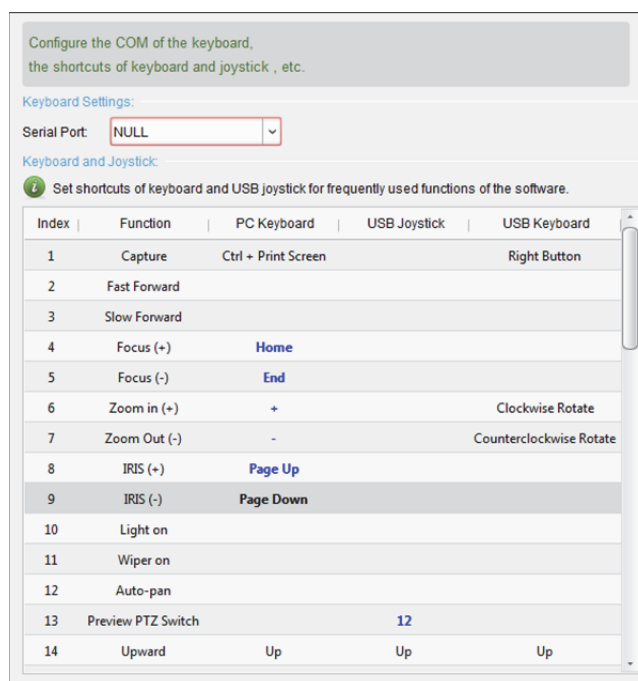 Configure the COM of the keyboard,
the shortcuts of keyboard and joystick , etc.
Keyboard Settings:
Serial Port: NULL
Keyboard and Joystick:
Set shortcuts of keyboard and USB joystick for frequently used functions of the software.
Index Function PC Keyboard USB Joystick USB Keyboard
1 Capture Ctrl + Print Screen Right Button
2 Fast Forward
3 Slow Forward
4 Focus (+) Home
5 Focus (-) End
6 Zoom in (+) + Clockwise Rotate
7 Zoom Out (-) - Counterclockwise Rotate
8 IRIS (+) Page Up
9 IRIS (-) Page Down
10 Light on
11 Wiper on
12 Auto-pan
13 Preview PTZ Switch 12
14 Upward Up Up Up